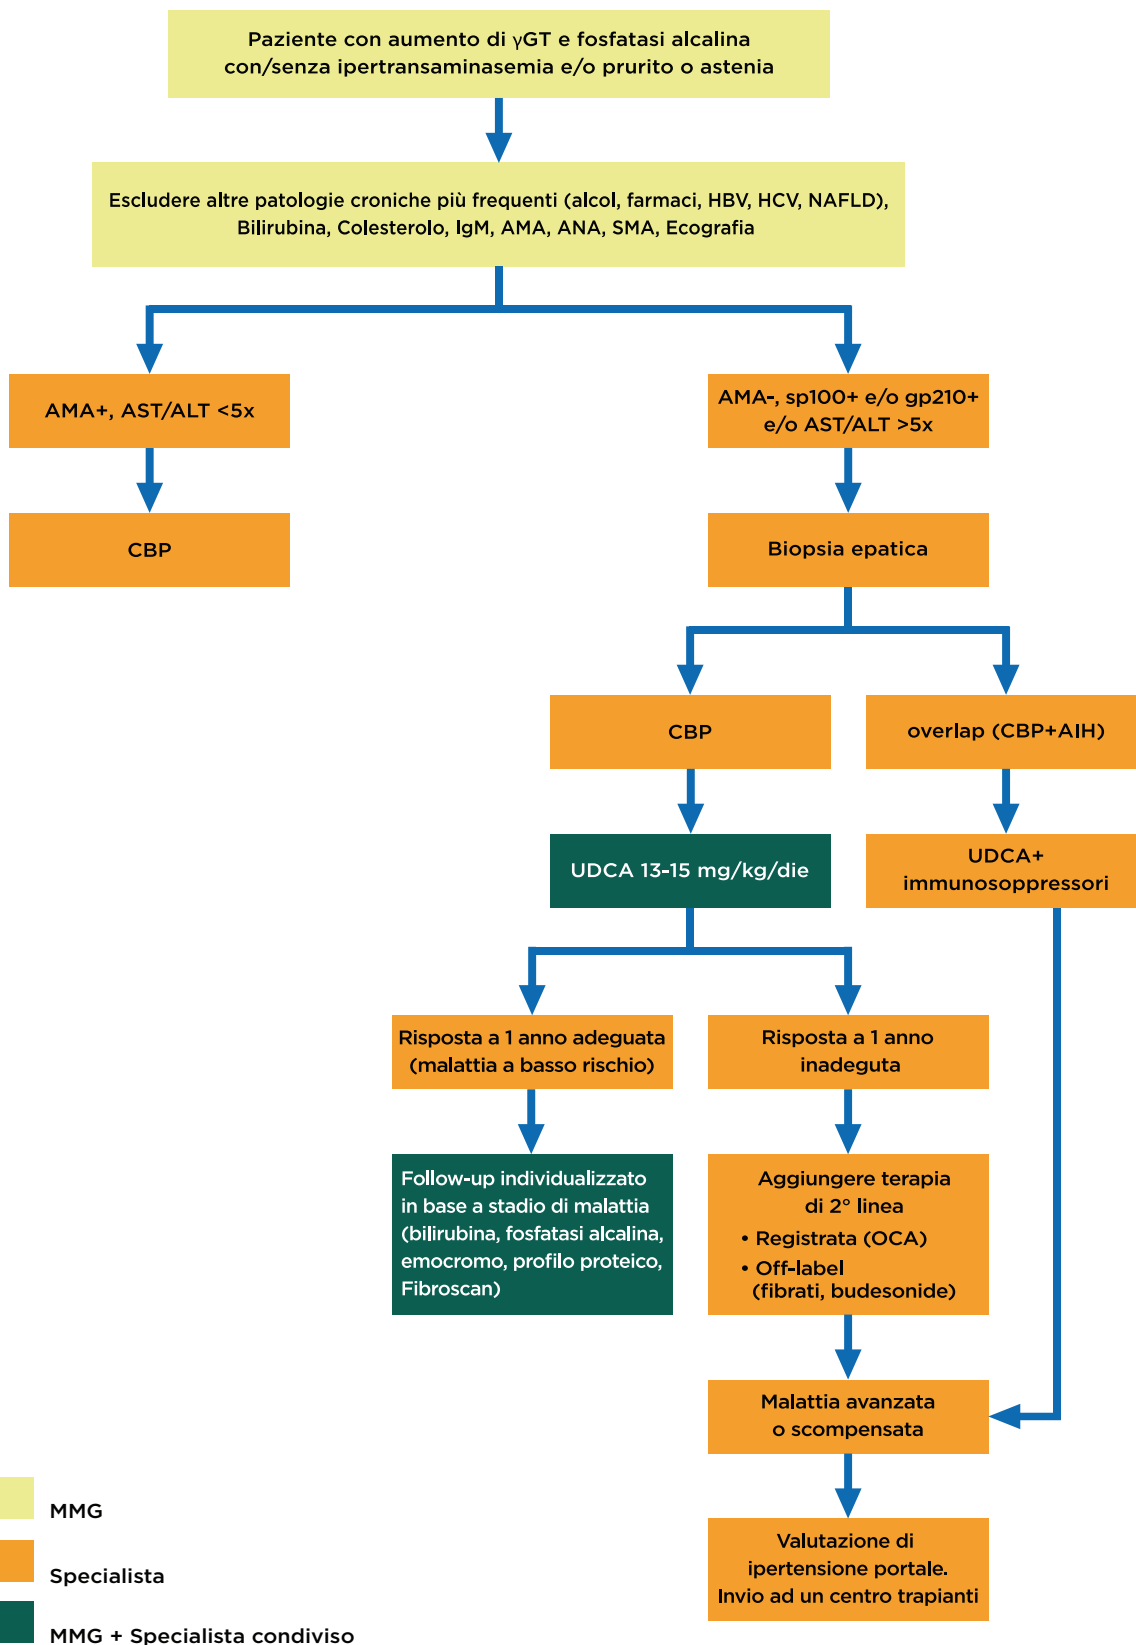 Paziente con aumento di γGT e fosfatasi alcalina
con/senza ipertransaminasemia e/o prurito o astenia
Escludere altre patologie croniche più frequenti (alcol, farmaci, HBV, HCV, NAFLD),
Bilirubina, Colesterolo, IgM, AMA, ANA, SMA, Ecografia
AMA+, AST/ALT <5x
AMA-, sp100+ e/o gp210+
e/o AST/ALT >5x
CBP
Biopsia epatica
CBP
overlap (CBP+AIH)
UDCA 13-15 mg/kg/die
UDCA+
immunosoppressori
Risposta a 1 anno adeguata
(malattia a basso rischio)
Risposta a 1 anno
inadeguta
Follow-up individualizzato
in base a stadio di malattia
(bilirubina, fosfatasi alcalina,
emocromo, profilo proteico,
Fibroscan)
Aggiungere terapia
di 2° linea
• Registrata (OCA)
• Off-label
(fibrati, budesonide)
Malattia avanzata
o scompensata
Valutazione di
ipertensione portale.
Invio ad un centro trapianti
MMG
Specialista
MMG + Specialista condiviso